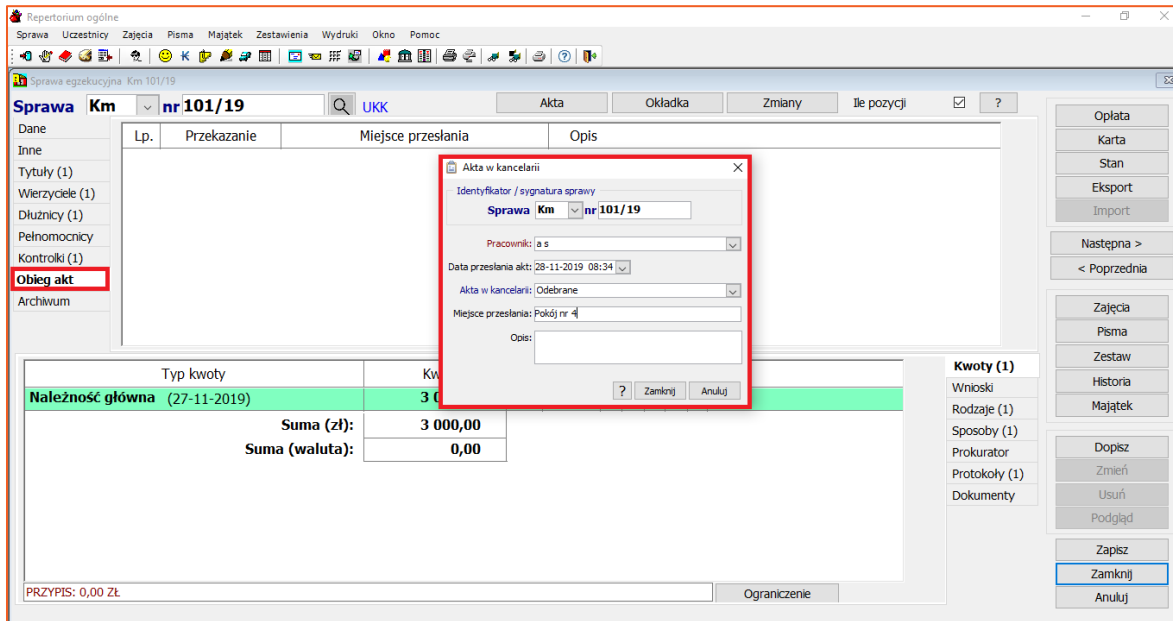 Repertorium ogólne
Sprawa Uczestnicy Zajęcia Pisma Majątek Zestawienia Wydruki Okno Pomoc
Sprawa egzekucyjna Km 101/19
Sprawa Km nr 101/19 UKK Akta Okładka Zmiany Ile pozycji ?
Dane
Inne
Tytuły (1)
Wierzyciele (1)
Dłużnicy (1)
Pełnomocnicy
Kontrolki (1)
Obieg akt
Archiwum
Lp. Przekazanie Miejsce przesłania Opis
Akta w kancelarii
Identyfikator / sygnatura sprawy
Sprawa Km nr 101/19
Pracownik: a s
Data przesłania akt: 28-11-2019 08:34
Akta w kancelarii: Odebrane
Miejsce przesłania: Pokój nr 4
Opis:
? Zamknij Anuluj
Typ kwoty Kw
Należność główna (27-11-2019) 3 0
Suma (zł): 3 000,00
Suma (waluta): 0,00
PRZYPIS: 0,00 ZŁ
Ograniczenie
Kwoty (1)
Wnioski
Rodzaje (1)
Sposoby (1)
Prokurator
Protokoły (1)
Dokumenty
Opłata
Karta
Stan
Eksport
Import
Następna >
< Poprzednia
Zajęcia
Pisma
Zestaw
Historia
Majątek
Dopisz
Zmień
Usuń
Podgląd
Zapisz
Zamknij
Anuluj